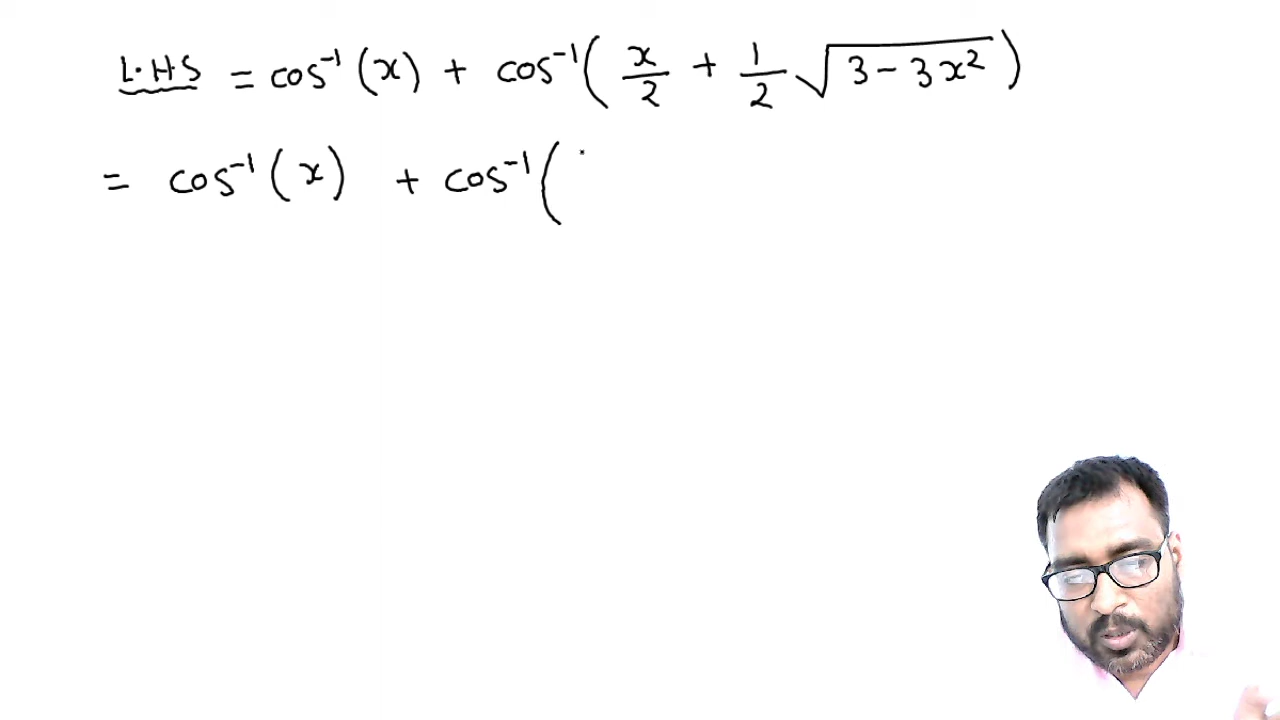 L.H.S = cos⁻¹(x) + cos⁻¹(x/2 + 1/2 √(3 − 3x²))
= cos⁻¹(x) + cos⁻¹(